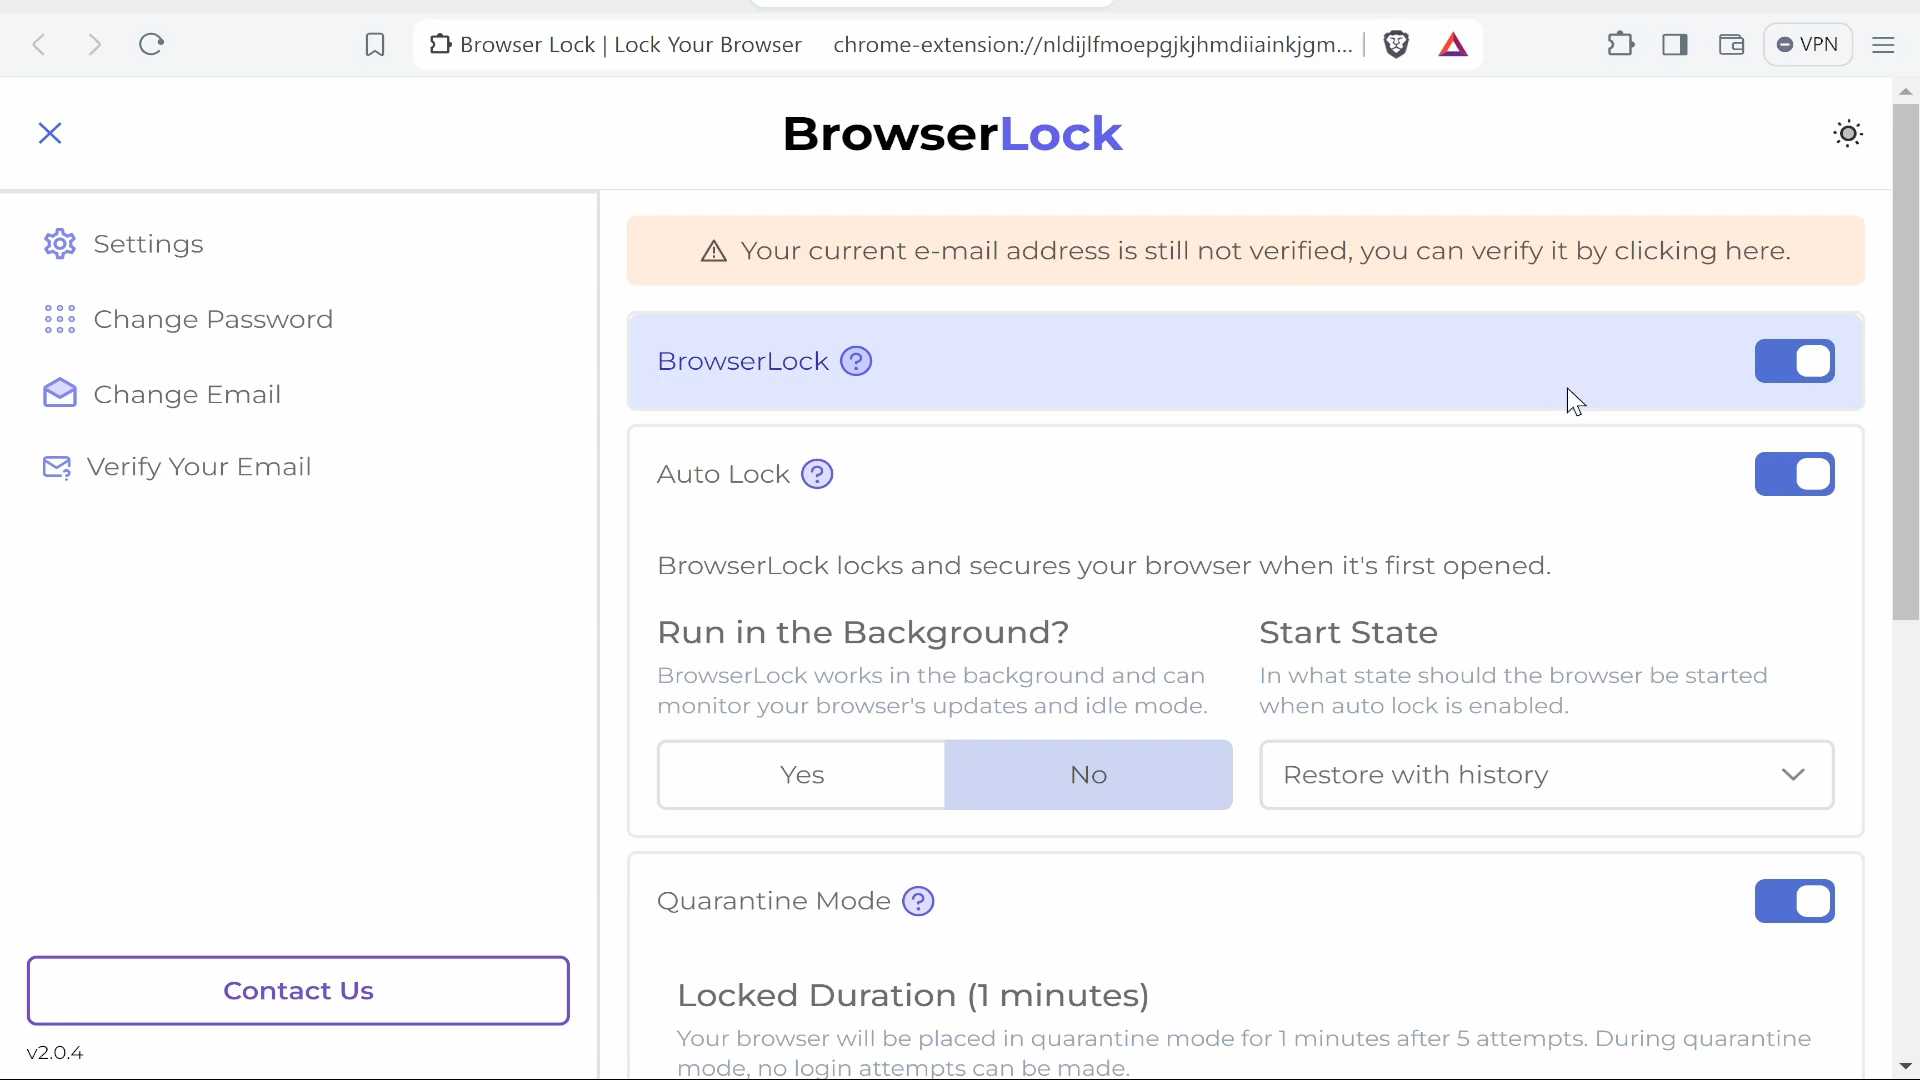 Browser Lock | Lock Your Browser chrome-extension://nldijlfmoepgjkjhmdiiainkjgm...
VPN
BrowserLock
Settings
Change Password
Change Email
Verify Your Email
Contact Us
v2.0.4
Your current e-mail address is still not verified, you can verify it by clicking here.
BrowserLock ?
Auto Lock ?
BrowserLock locks and secures your browser when it's first opened.
Run in the Background?
BrowserLock works in the background and can
monitor your browser's updates and idle mode.
Yes No
Start State
In what state should the browser be started
when auto lock is enabled.
Restore with history
Quarantine Mode ?
Locked Duration (1 minutes)
Your browser will be placed in quarantine mode for 1 minutes after 5 attempts. During quarantine
mode, no login attempts can be made.